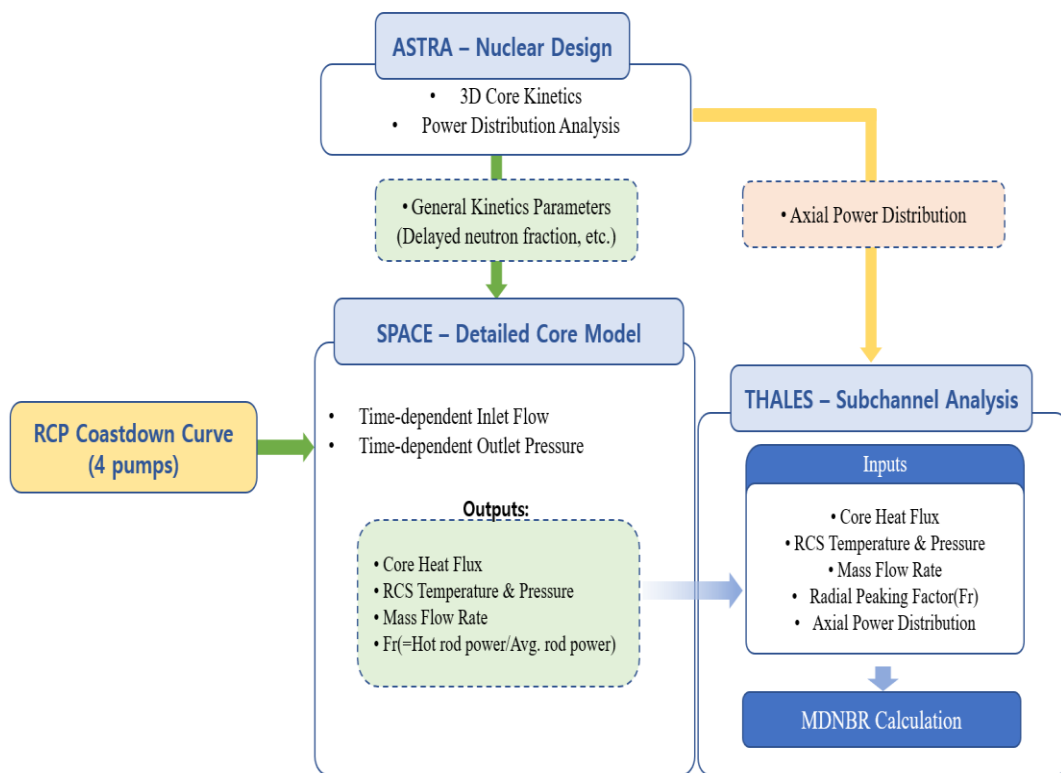 ASTRA – Nuclear Design
• 3D Core Kinetics
• Power Distribution Analysis
• General Kinetics Parameters
(Delayed neutron fraction, etc.)
• Axial Power Distribution
SPACE – Detailed Core Model
• Time-dependent Inlet Flow
• Time-dependent Outlet Pressure
RCP Coastdown Curve
(4 pumps)
Outputs:
• Core Heat Flux
• RCS Temperature & Pressure
• Mass Flow Rate
• Fr(=Hot rod power/Avg. rod power)
THALES – Subchannel Analysis
Inputs
• Core Heat Flux
• RCS Temperature & Pressure
• Mass Flow Rate
• Radial Peaking Factor(Fr)
• Axial Power Distribution
MDNBR Calculation